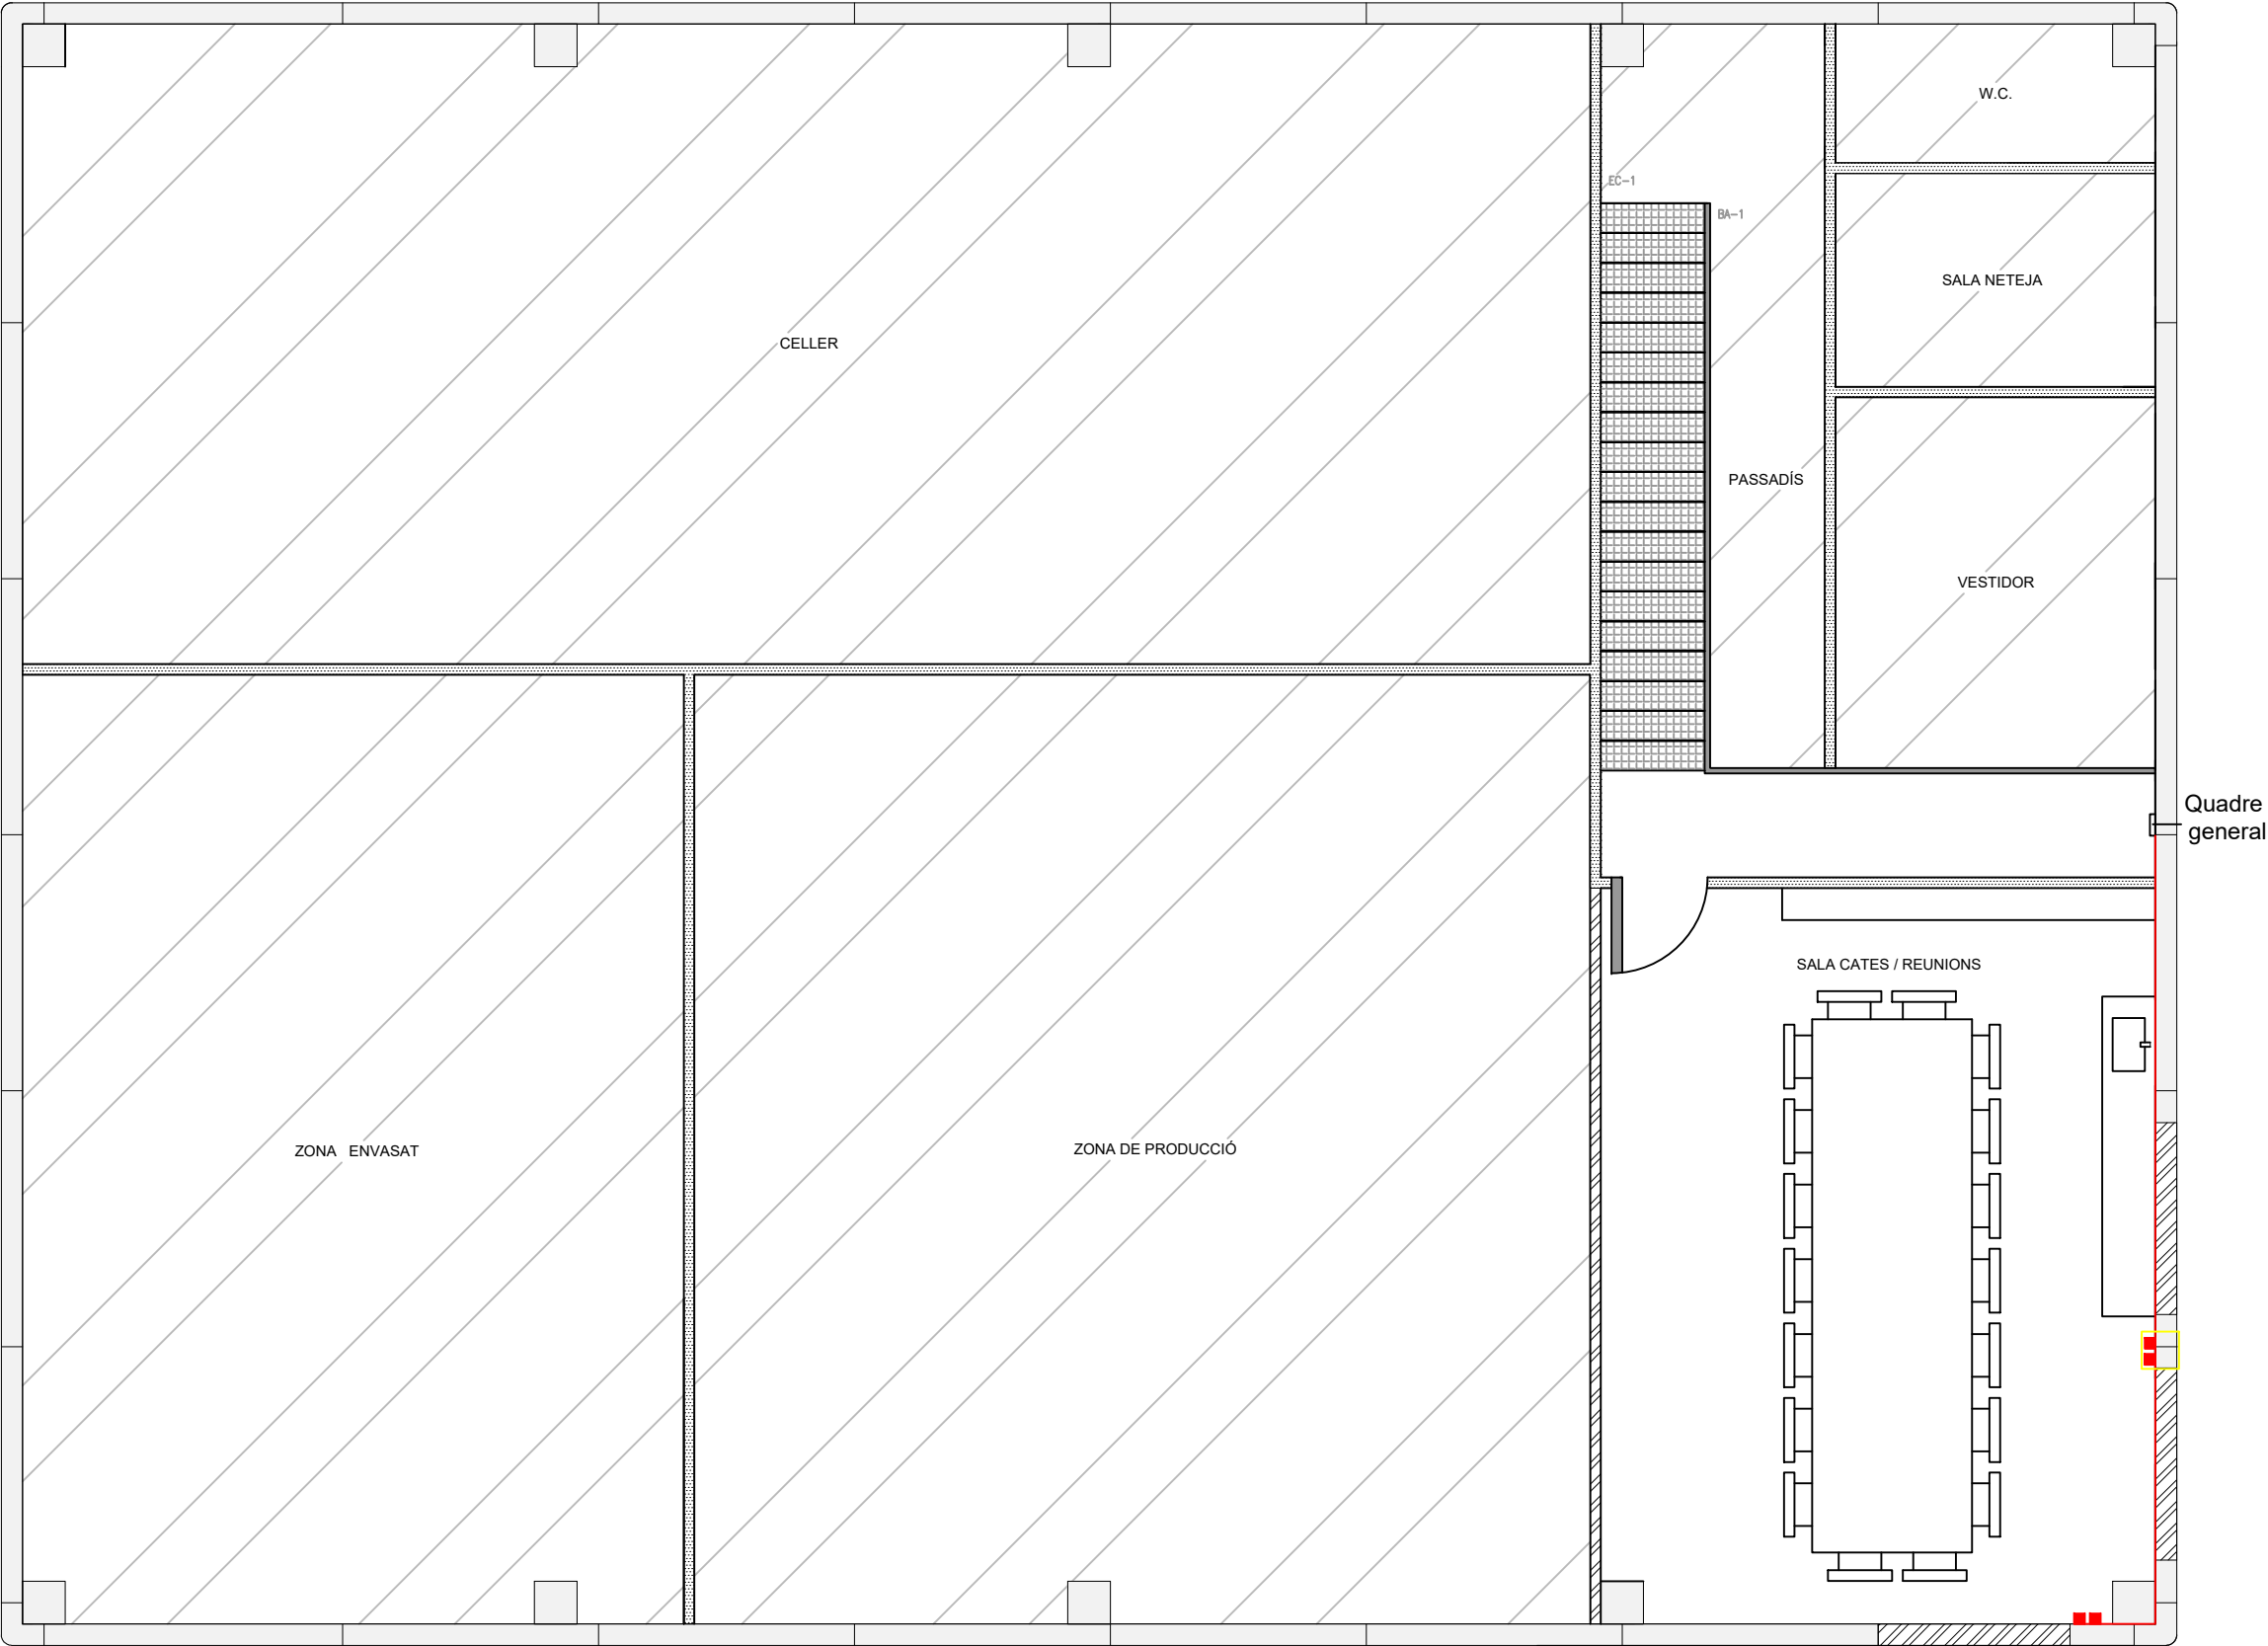 W.C.
EC-1
BA-1
SALA NETEJA
CELLER
PASSADÍS
VESTIDOR
Quadre
general
SALA CATES / REUNIONS
ZONA ENVASAT
ZONA DE PRODUCCIÓ